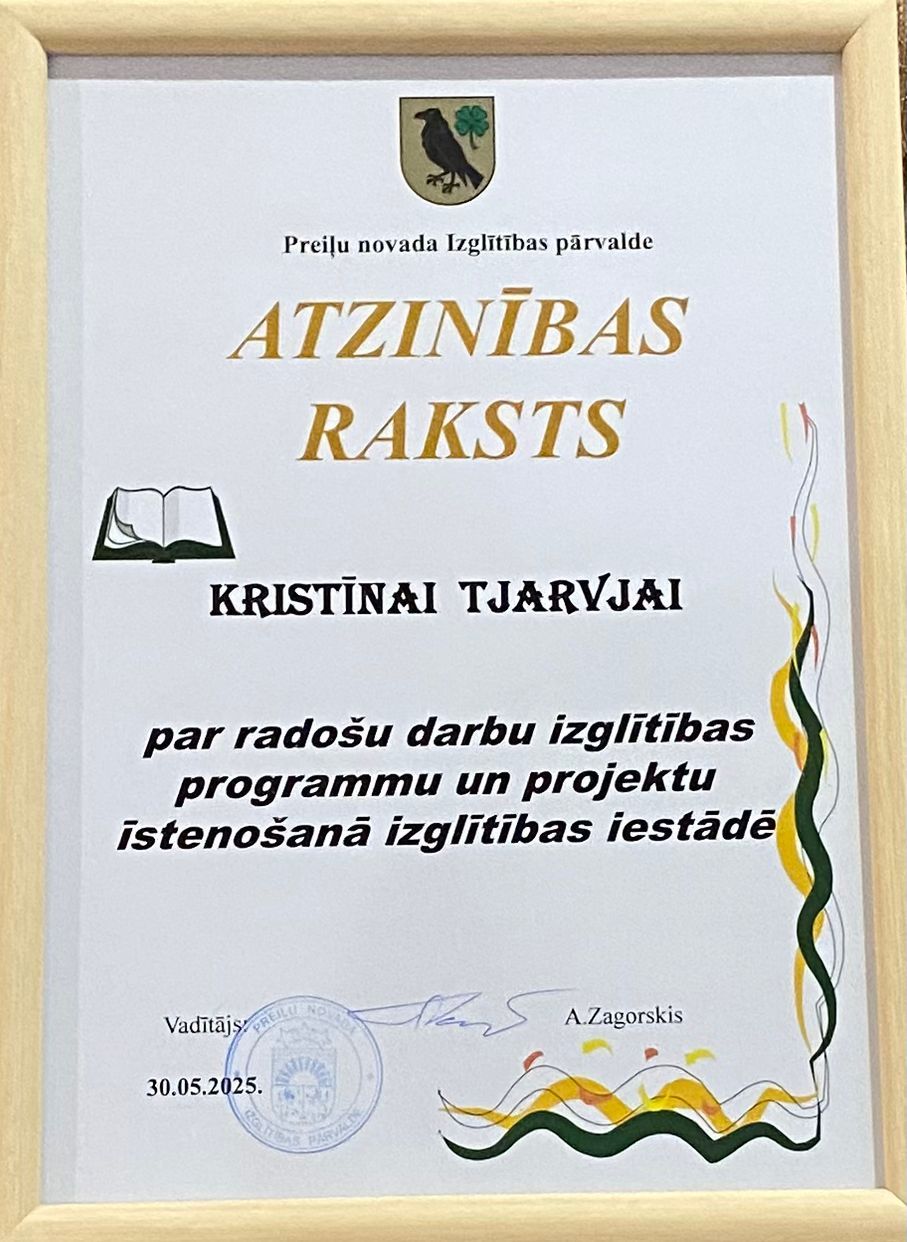 Preiļu novada Izglītības pārvalde
ATZINĪBAS
RAKSTS
KRISTĪNAI TJARVJAI
par radošu darbu izglītības
programmu un projektu
īstenošanā izglītības iestādē
Vadītājs:
A.Zagorskis
30.05.2025.
PREIĻU NOVADA
IZGLĪTĪBAS PĀRVALDE